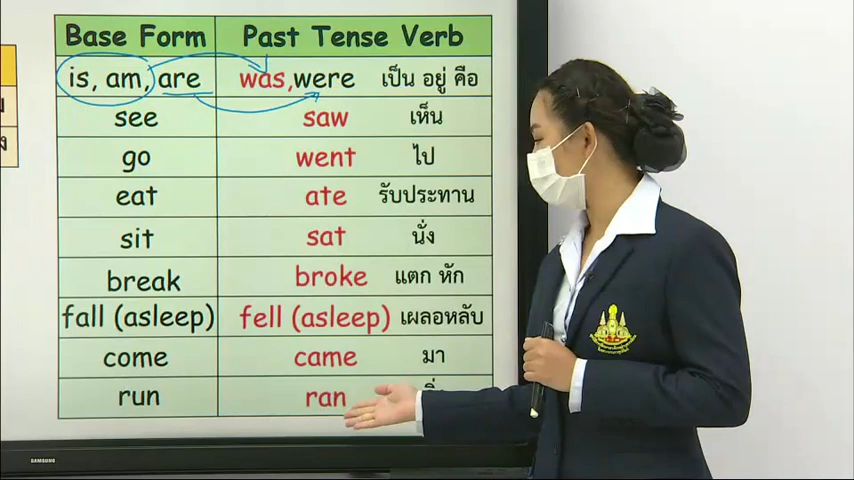 Base Form Past Tense Verb
is, am, are was, were เป็น อยู่ คือ
see saw เห็น
go went ไป
eat ate รับประทาน
sit sat นั่ง
break broke แตก หัก
fall (asleep) fell (asleep) เผลอหลับ
come came มา
run ran
SAMSUNG